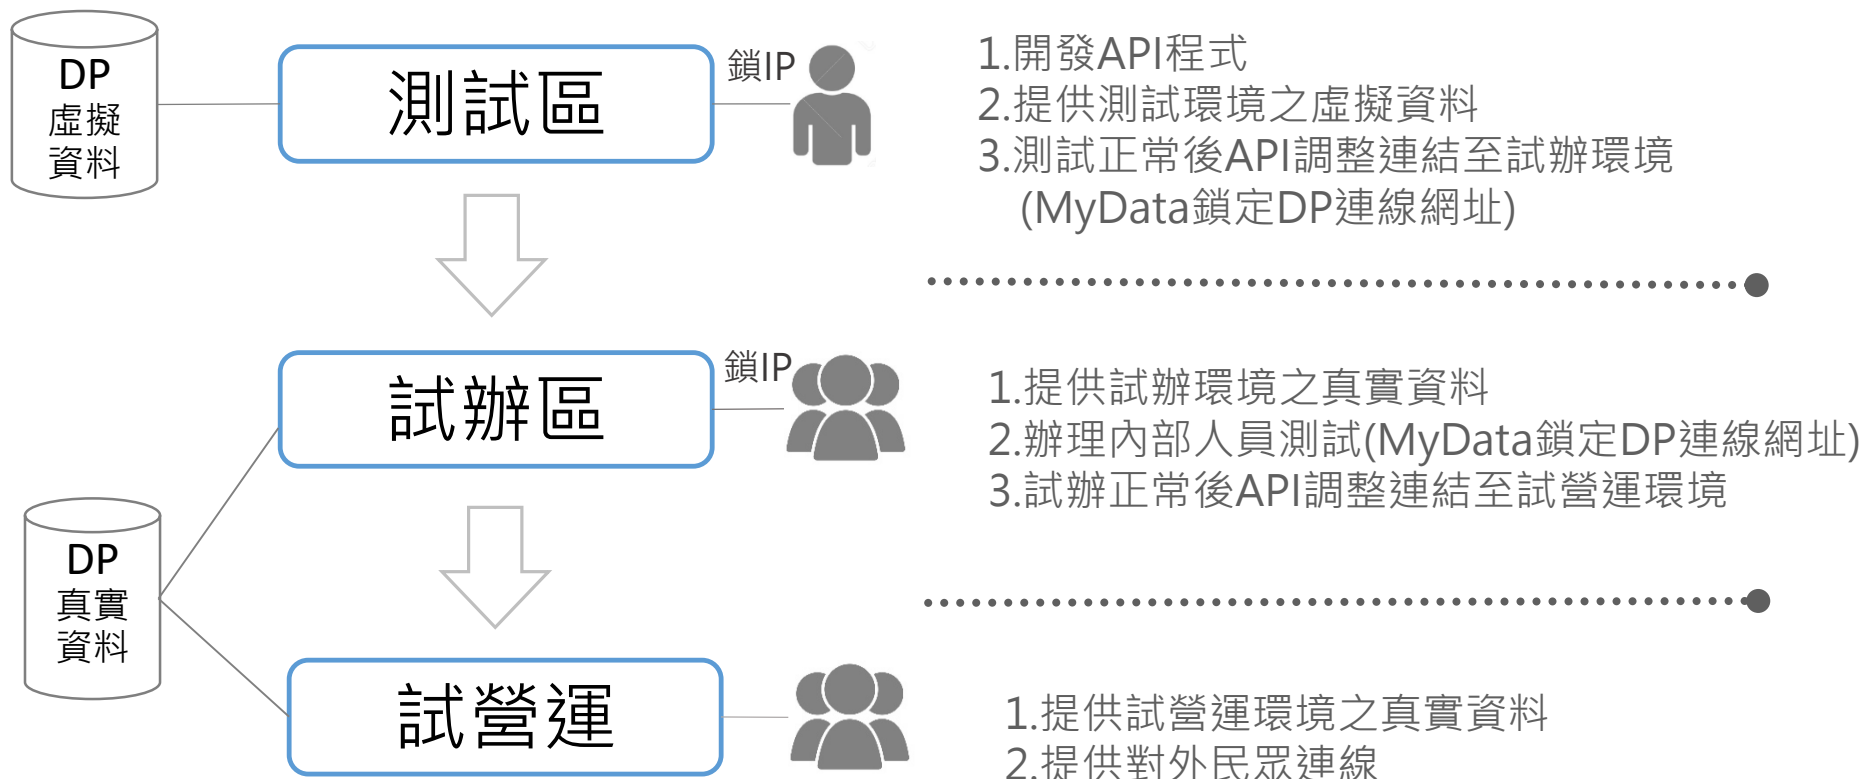 DP
虛擬
資料
測試區
鎖IP
1.開發API程式
2.提供測試環境之虛擬資料
3.測試正常後API調整連結至試辦環境
(MyData鎖定DP連線網址)
試辦區
鎖IP
1.提供試辦環境之真實資料
2.辦理內部人員測試(MyData鎖定DP連線網址)
3.試辦正常後API調整連結至試營運環境
DP
真實
資料
試營運
1.提供試營運環境之真實資料
2.提供對外民眾連線